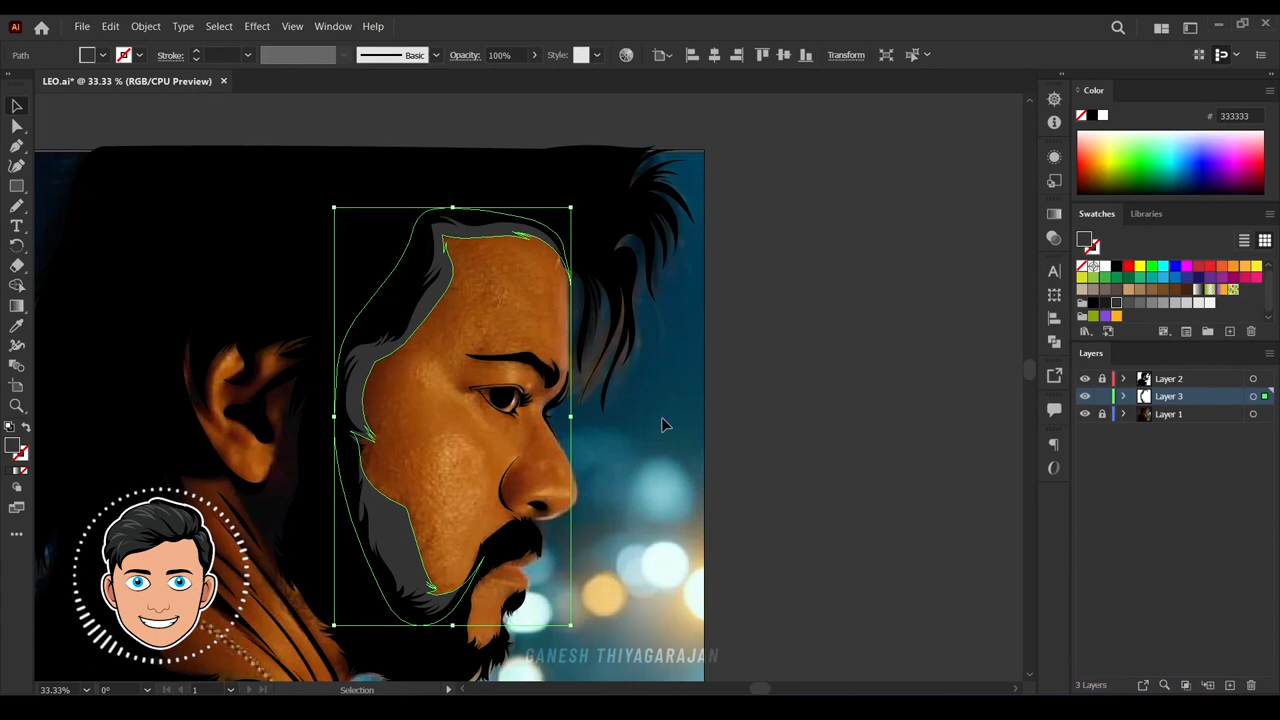 Ai File Edit Object Type Select Effect View Window Help
Path Stroke: Basic Opacity: 100% Style: Transform
LEO.ai* @ 33.33 % (RGB/CPU Preview)
Color
# 333333
Swatches Libraries
Layers
Layer 2
Layer 3
Layer 1
GANESH THIYAGARAJAN
33.33% 0° 1 Selection
3 Layers